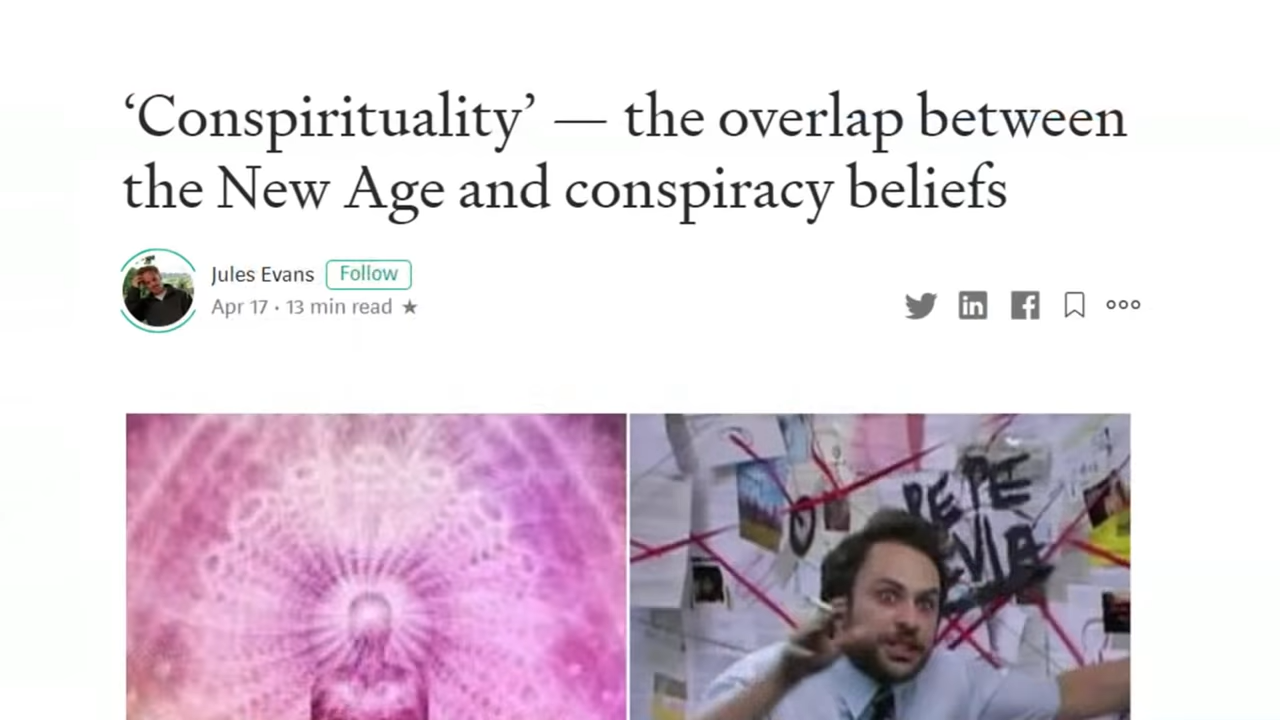 ‘Conspirituality’ — the overlap between
the New Age and conspiracy beliefs
Jules Evans Follow
Apr 17 · 13 min read ★
PEPE
SVIA